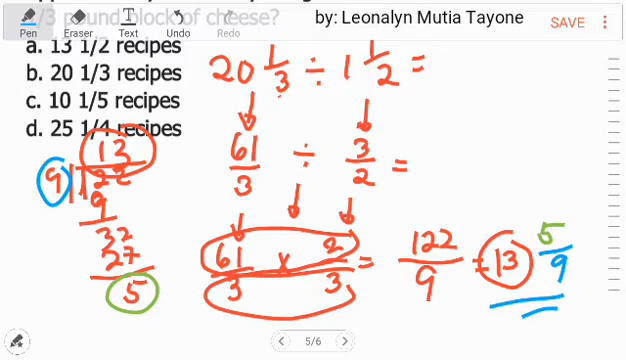 /3 pound block of cheese?
by: Leonalyn Mutia Tayone
SAVE
Pen Eraser Text Undo Redo
a. 13 1/2 recipes
b. 20 1/3 recipes
c. 10 1/5 recipes
d. 25 1/4 recipes
20 1/3 ÷ 1 1/2 =
61/3 ÷ 3/2 =
61/3 x 2/3 = 122/9 = 13 5/9
13
9
9
27
5
< 5/6 >